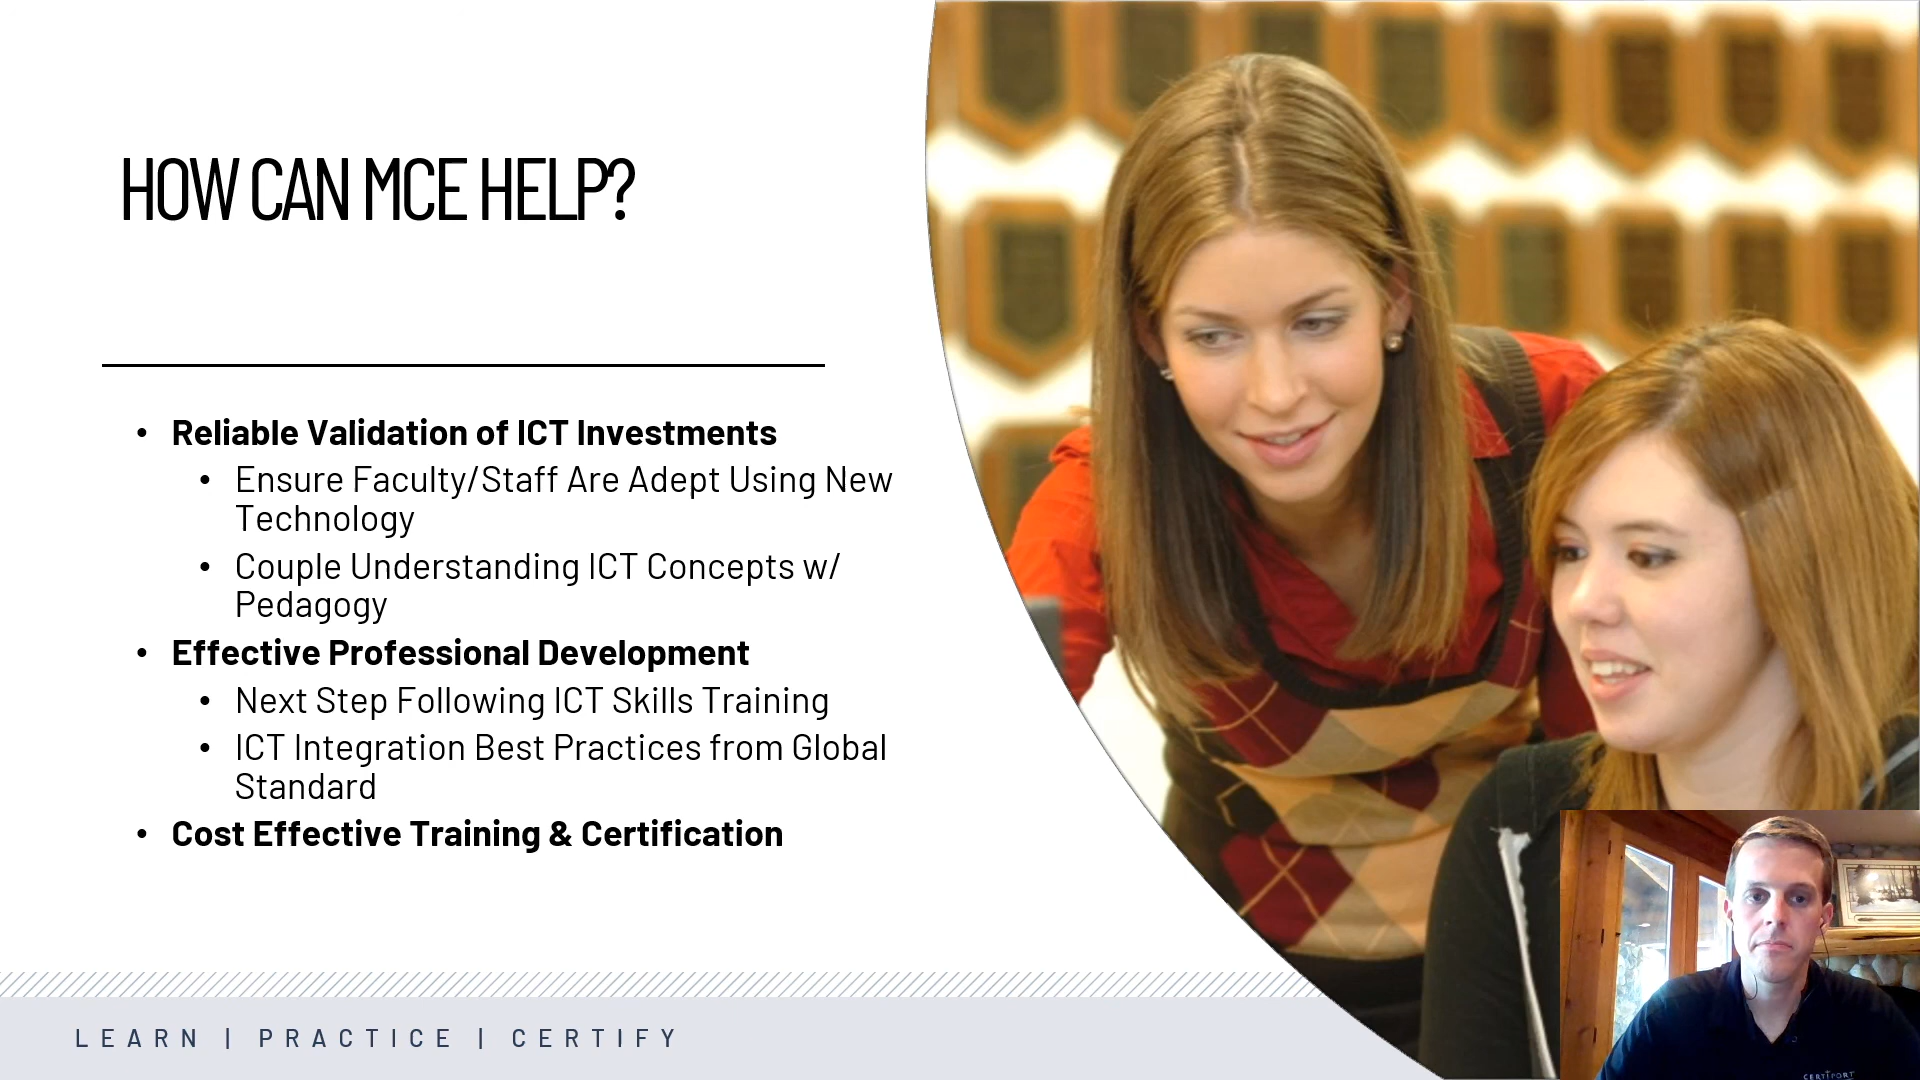 HOW CAN MCE HELP?
• Reliable Validation of ICT Investments
• Ensure Faculty/Staff Are Adept Using New
Technology
• Couple Understanding ICT Concepts w/
Pedagogy
• Effective Professional Development
• Next Step Following ICT Skills Training
• ICT Integration Best Practices from Global
Standard
• Cost Effective Training & Certification
LEARN | PRACTICE | CERTIFY
CERTIPORT